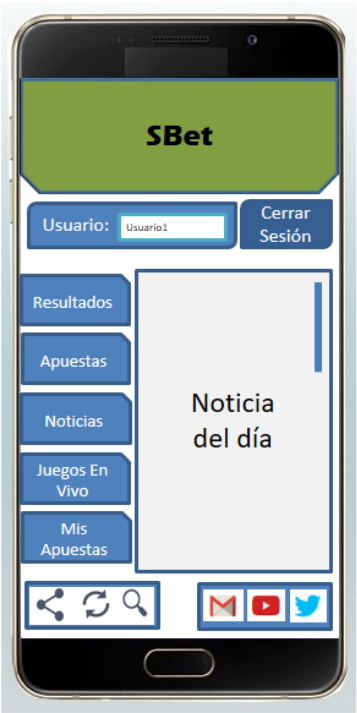 SBet
Usuario:
Usuario1
Cerrar
Sesión
Resultados
Apuestas
Noticias
Juegos En
Vivo
Mis
Apuestas
Noticia
del día